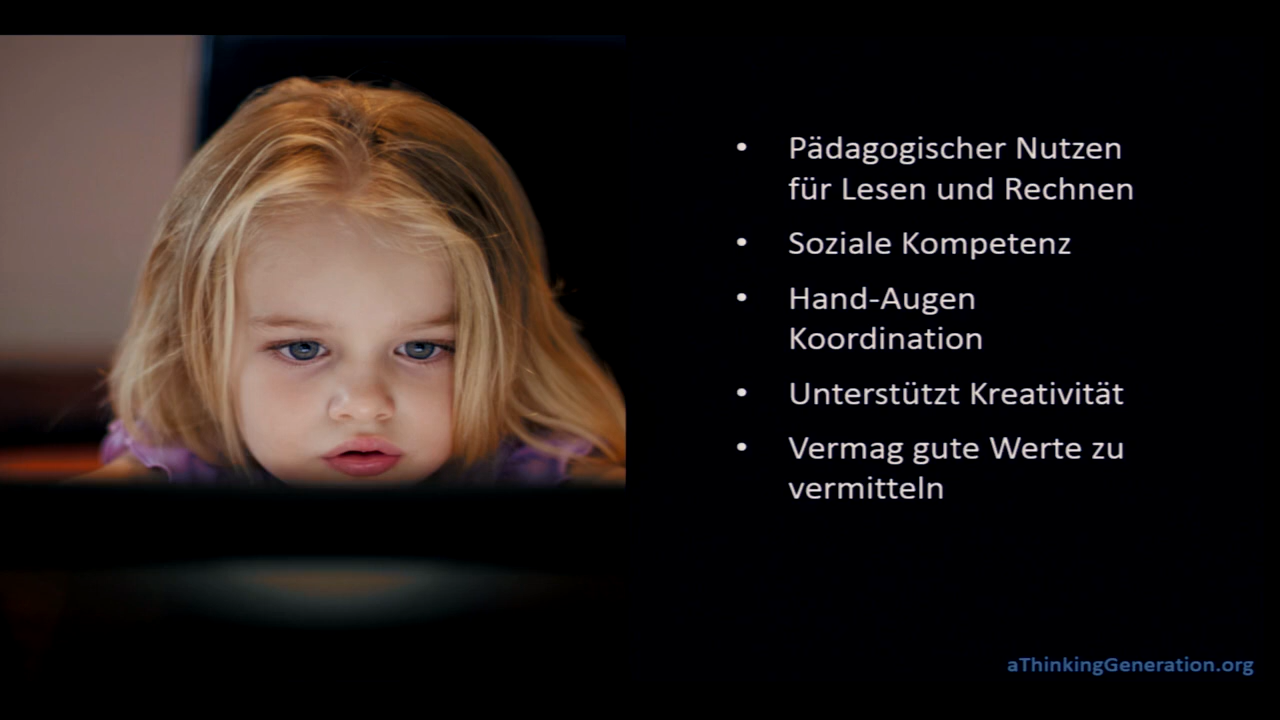 • Pädagogischer Nutzen
für Lesen und Rechnen
• Soziale Kompetenz
• Hand-Augen
Koordination
• Unterstützt Kreativität
• Vermag gute Werte zu
vermitteln
aThinkingGeneration.org